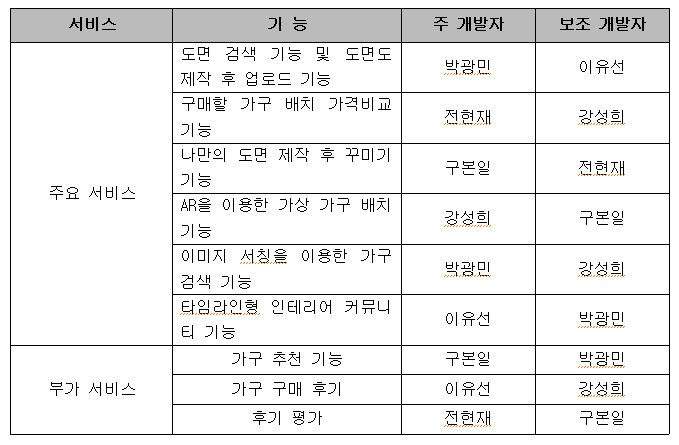 서비스 기 능 주 개발자 보조 개발자
도면 검색 기능 및 도면도
제작 후 업로드 기능
박광민 이유선
구매할 가구 배치 가격비교
기능
전현재 강성희
나만의 도면 제작 후 꾸미기
기능
구본일 전현재
주요 서비스
AR을 이용한 가상 가구 배치
기능
강성희 구본일
이미지 서칭을 이용한 가구
검색 기능
박광민 강성희
타임라인형 인테리어 커뮤니
티 기능
이유선 박광민
가구 추천 기능 구본일 박광민
부가 서비스 가구 구매 후기 이유선 강성희
후기 평가 전현재 구본일